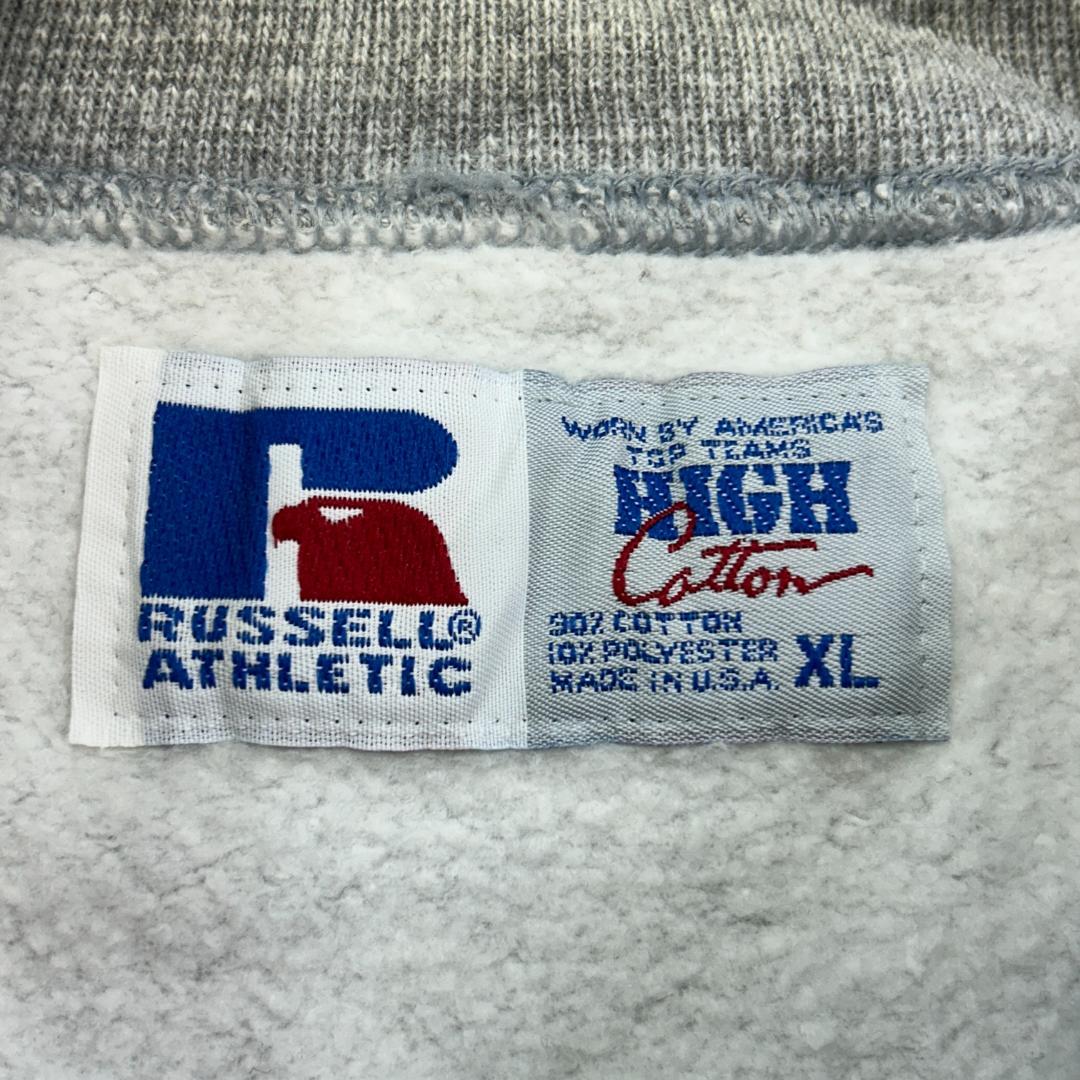 RUSSELL®
ATHLETIC
WORN BY AMERICA'S
TOP TEAMS
HIGH
Cotton
90% COTTON
10% POLYESTER
MADE IN U.S.A.
XL